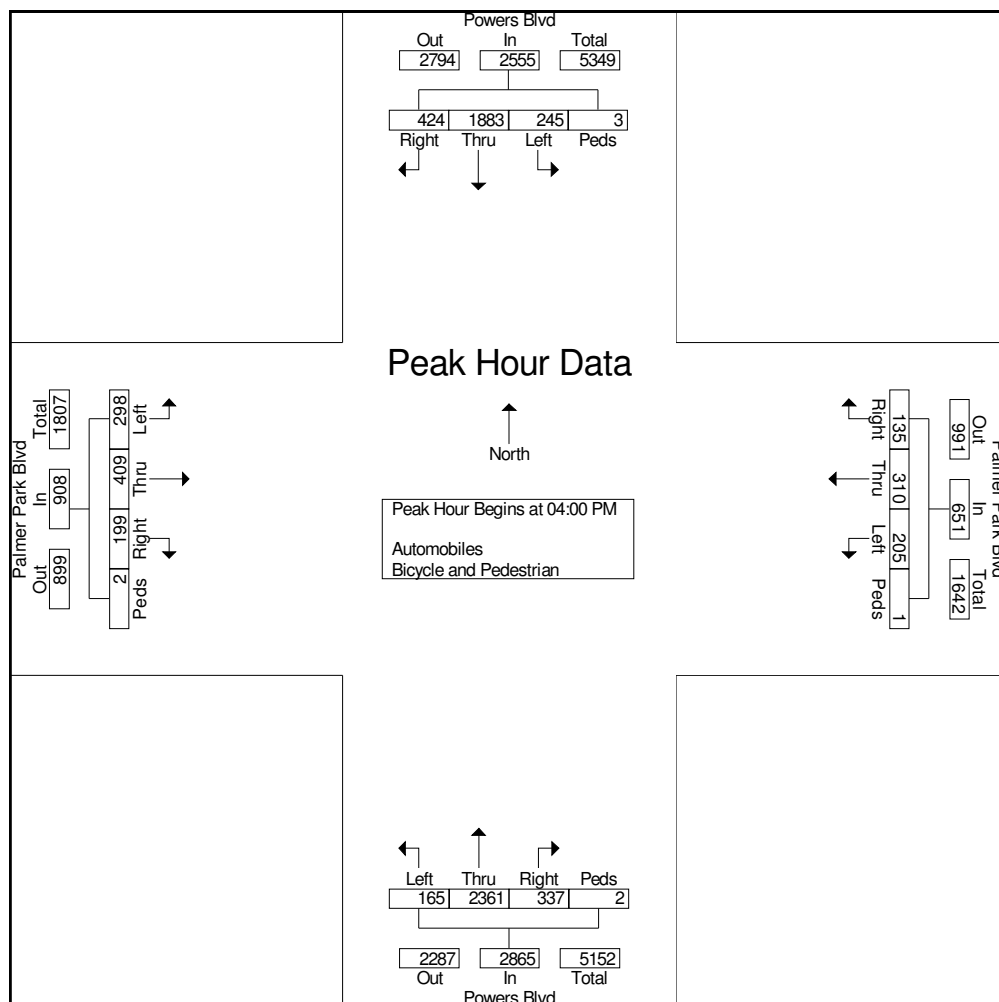 Powers Blvd
Out In Total
2794 2555 5349
424 1883 245 3
Right Thru Left Peds
Peak Hour Data
North
Peak Hour Begins at 04:00 PM
Automobiles
Bicycle and Pedestrian
Palmer Park Blvd
Total In Out
1807 908 899
298 409 199 2
Left Thru Right Peds
Palmer Park Blvd
Out In Total
991 651 1642
135 310 205 1
Right Thru Left Peds
Left Thru Right Peds
165 2361 337 2
2287 2865 5152
Out In Total
Powers Blvd